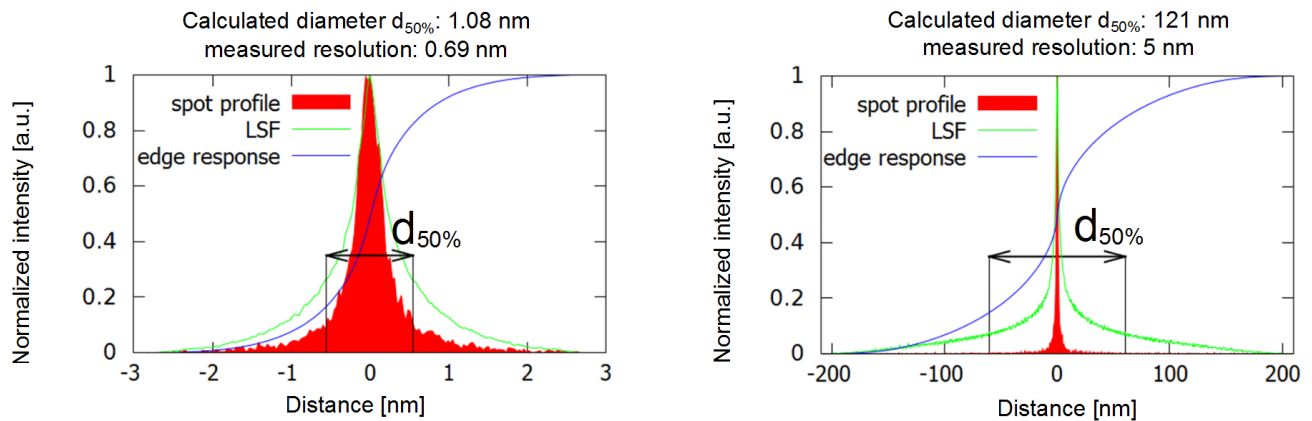 Calculated diameter d50%: 1.08 nm
measured resolution: 0.69 nm
Normalized intensity [a.u.]
1
0.8
0.6
0.4
0.2
0
spot profile
LSF
edge response
d50%
-3
-2
-1
0
1
2
3
Distance [nm]
Calculated diameter d50%: 121 nm
measured resolution: 5 nm
Normalized intensity [a.u.]
1
0.8
0.6
0.4
0.2
0
spot profile
LSF
edge response
d50%
-200
-100
0
100
200
Distance [nm]